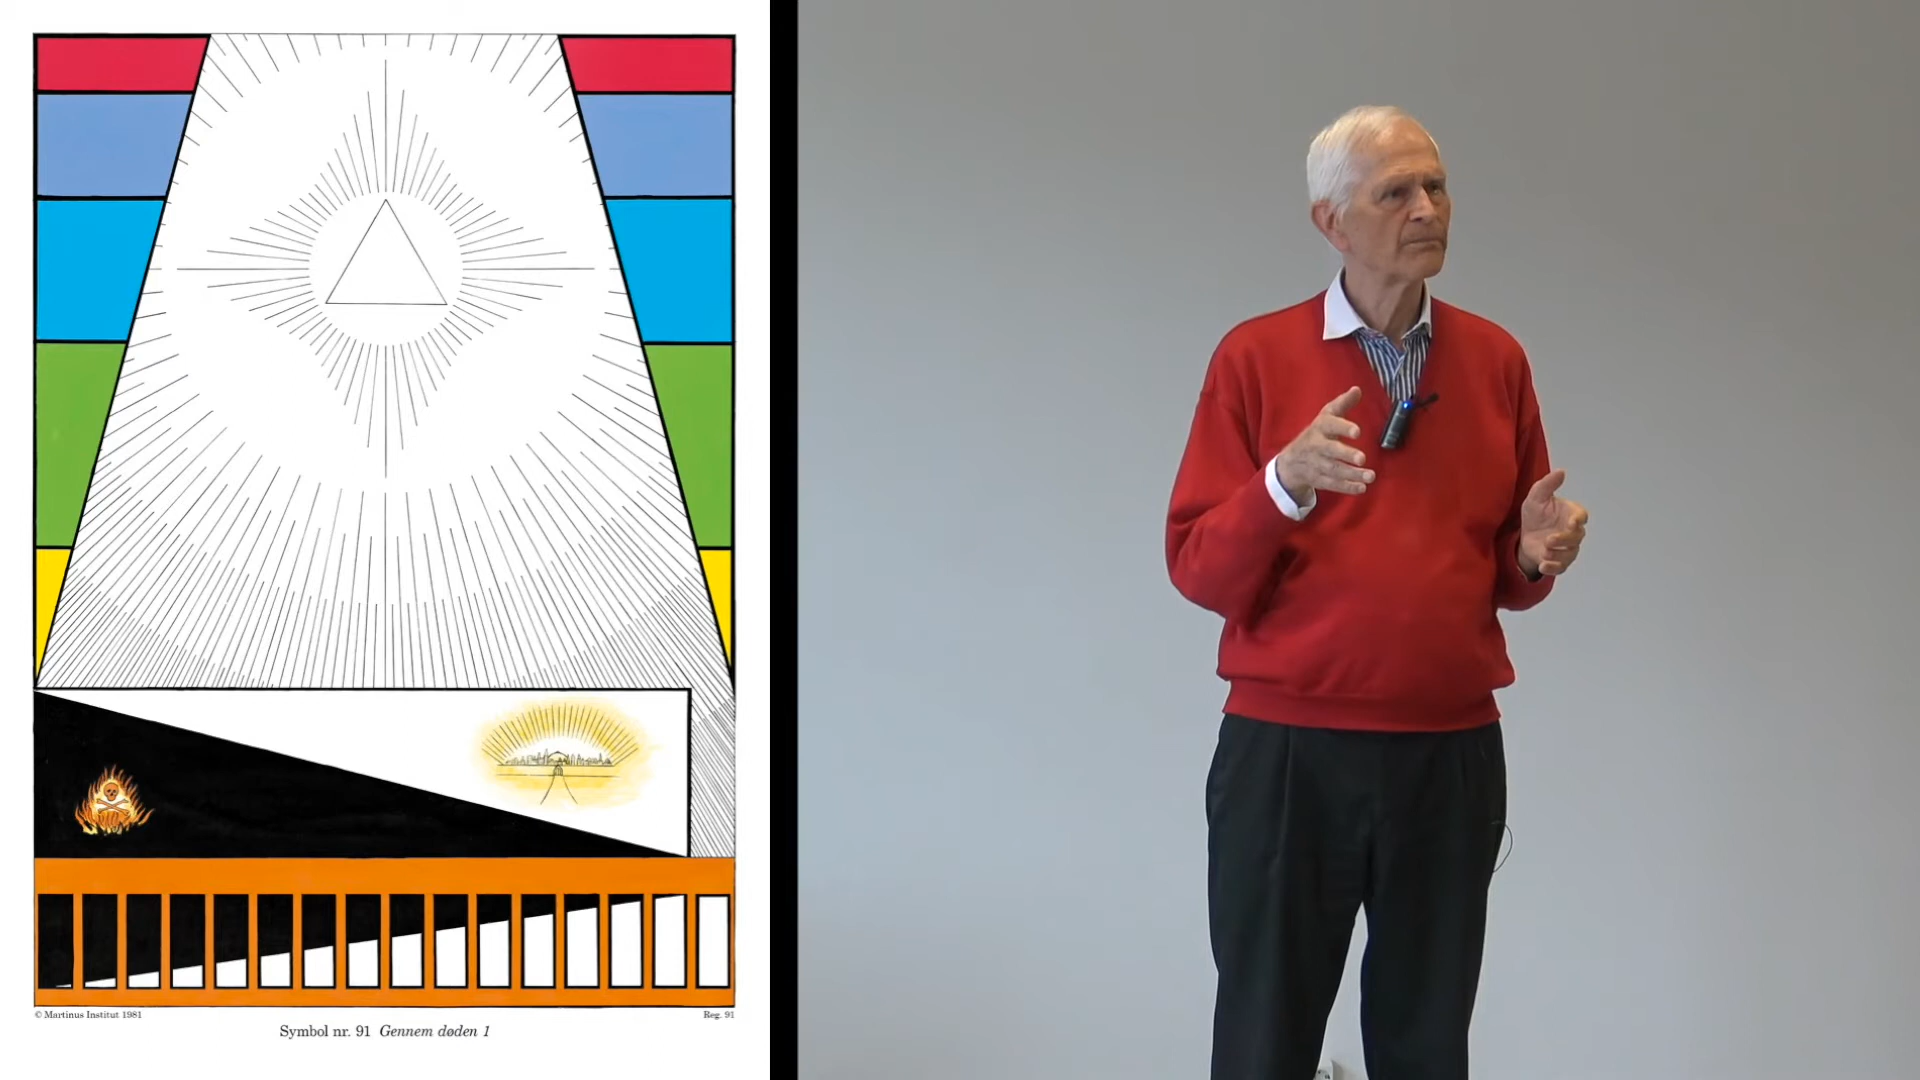 © Martinus Institut 1981
Reg. 91
Symbol nr. 91 Gennem døden 1